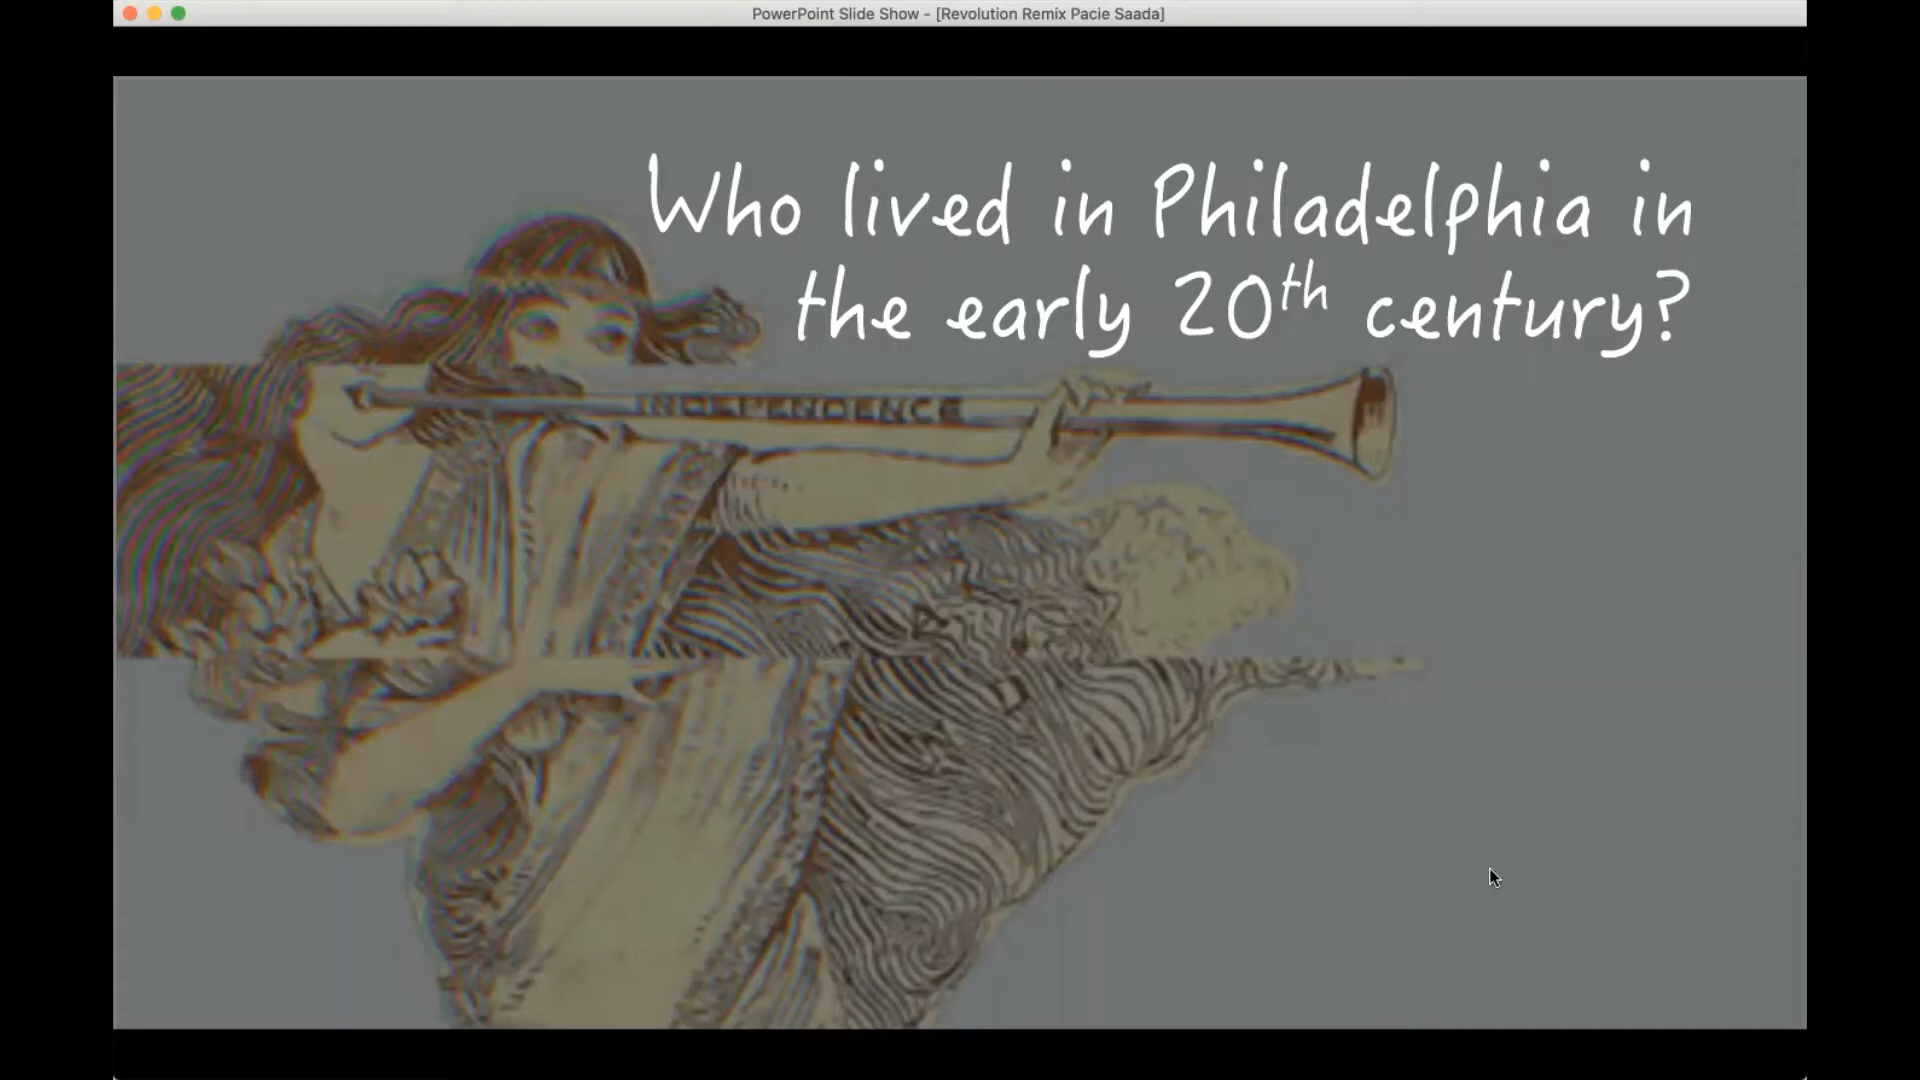 PowerPoint Slide Show - [Revolution Remix Pacie Saada]
Who lived in Philadelphia in
the early 20th century?
INDEPENDENCE